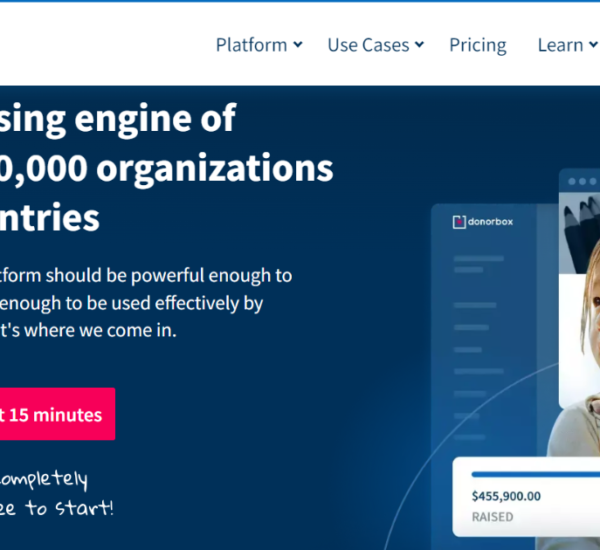 Platform Use Cases Pricing Learn
sing engine of
0,000 organizations
ntries
tform should be powerful enough to
enough to be used effectively by
t's where we come in.
t 15 minutes
ompletely
ee to start!
donorbox
$455,900.00
RAISED